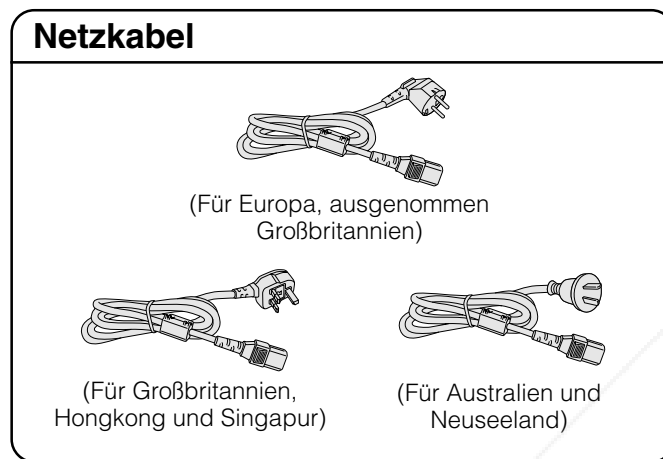 Netzkabel
(Für Europa, ausgenommen
Großbritannien)
(Für Großbritannien,
Hongkong und Singapur)
(Für Australien und
Neuseeland)